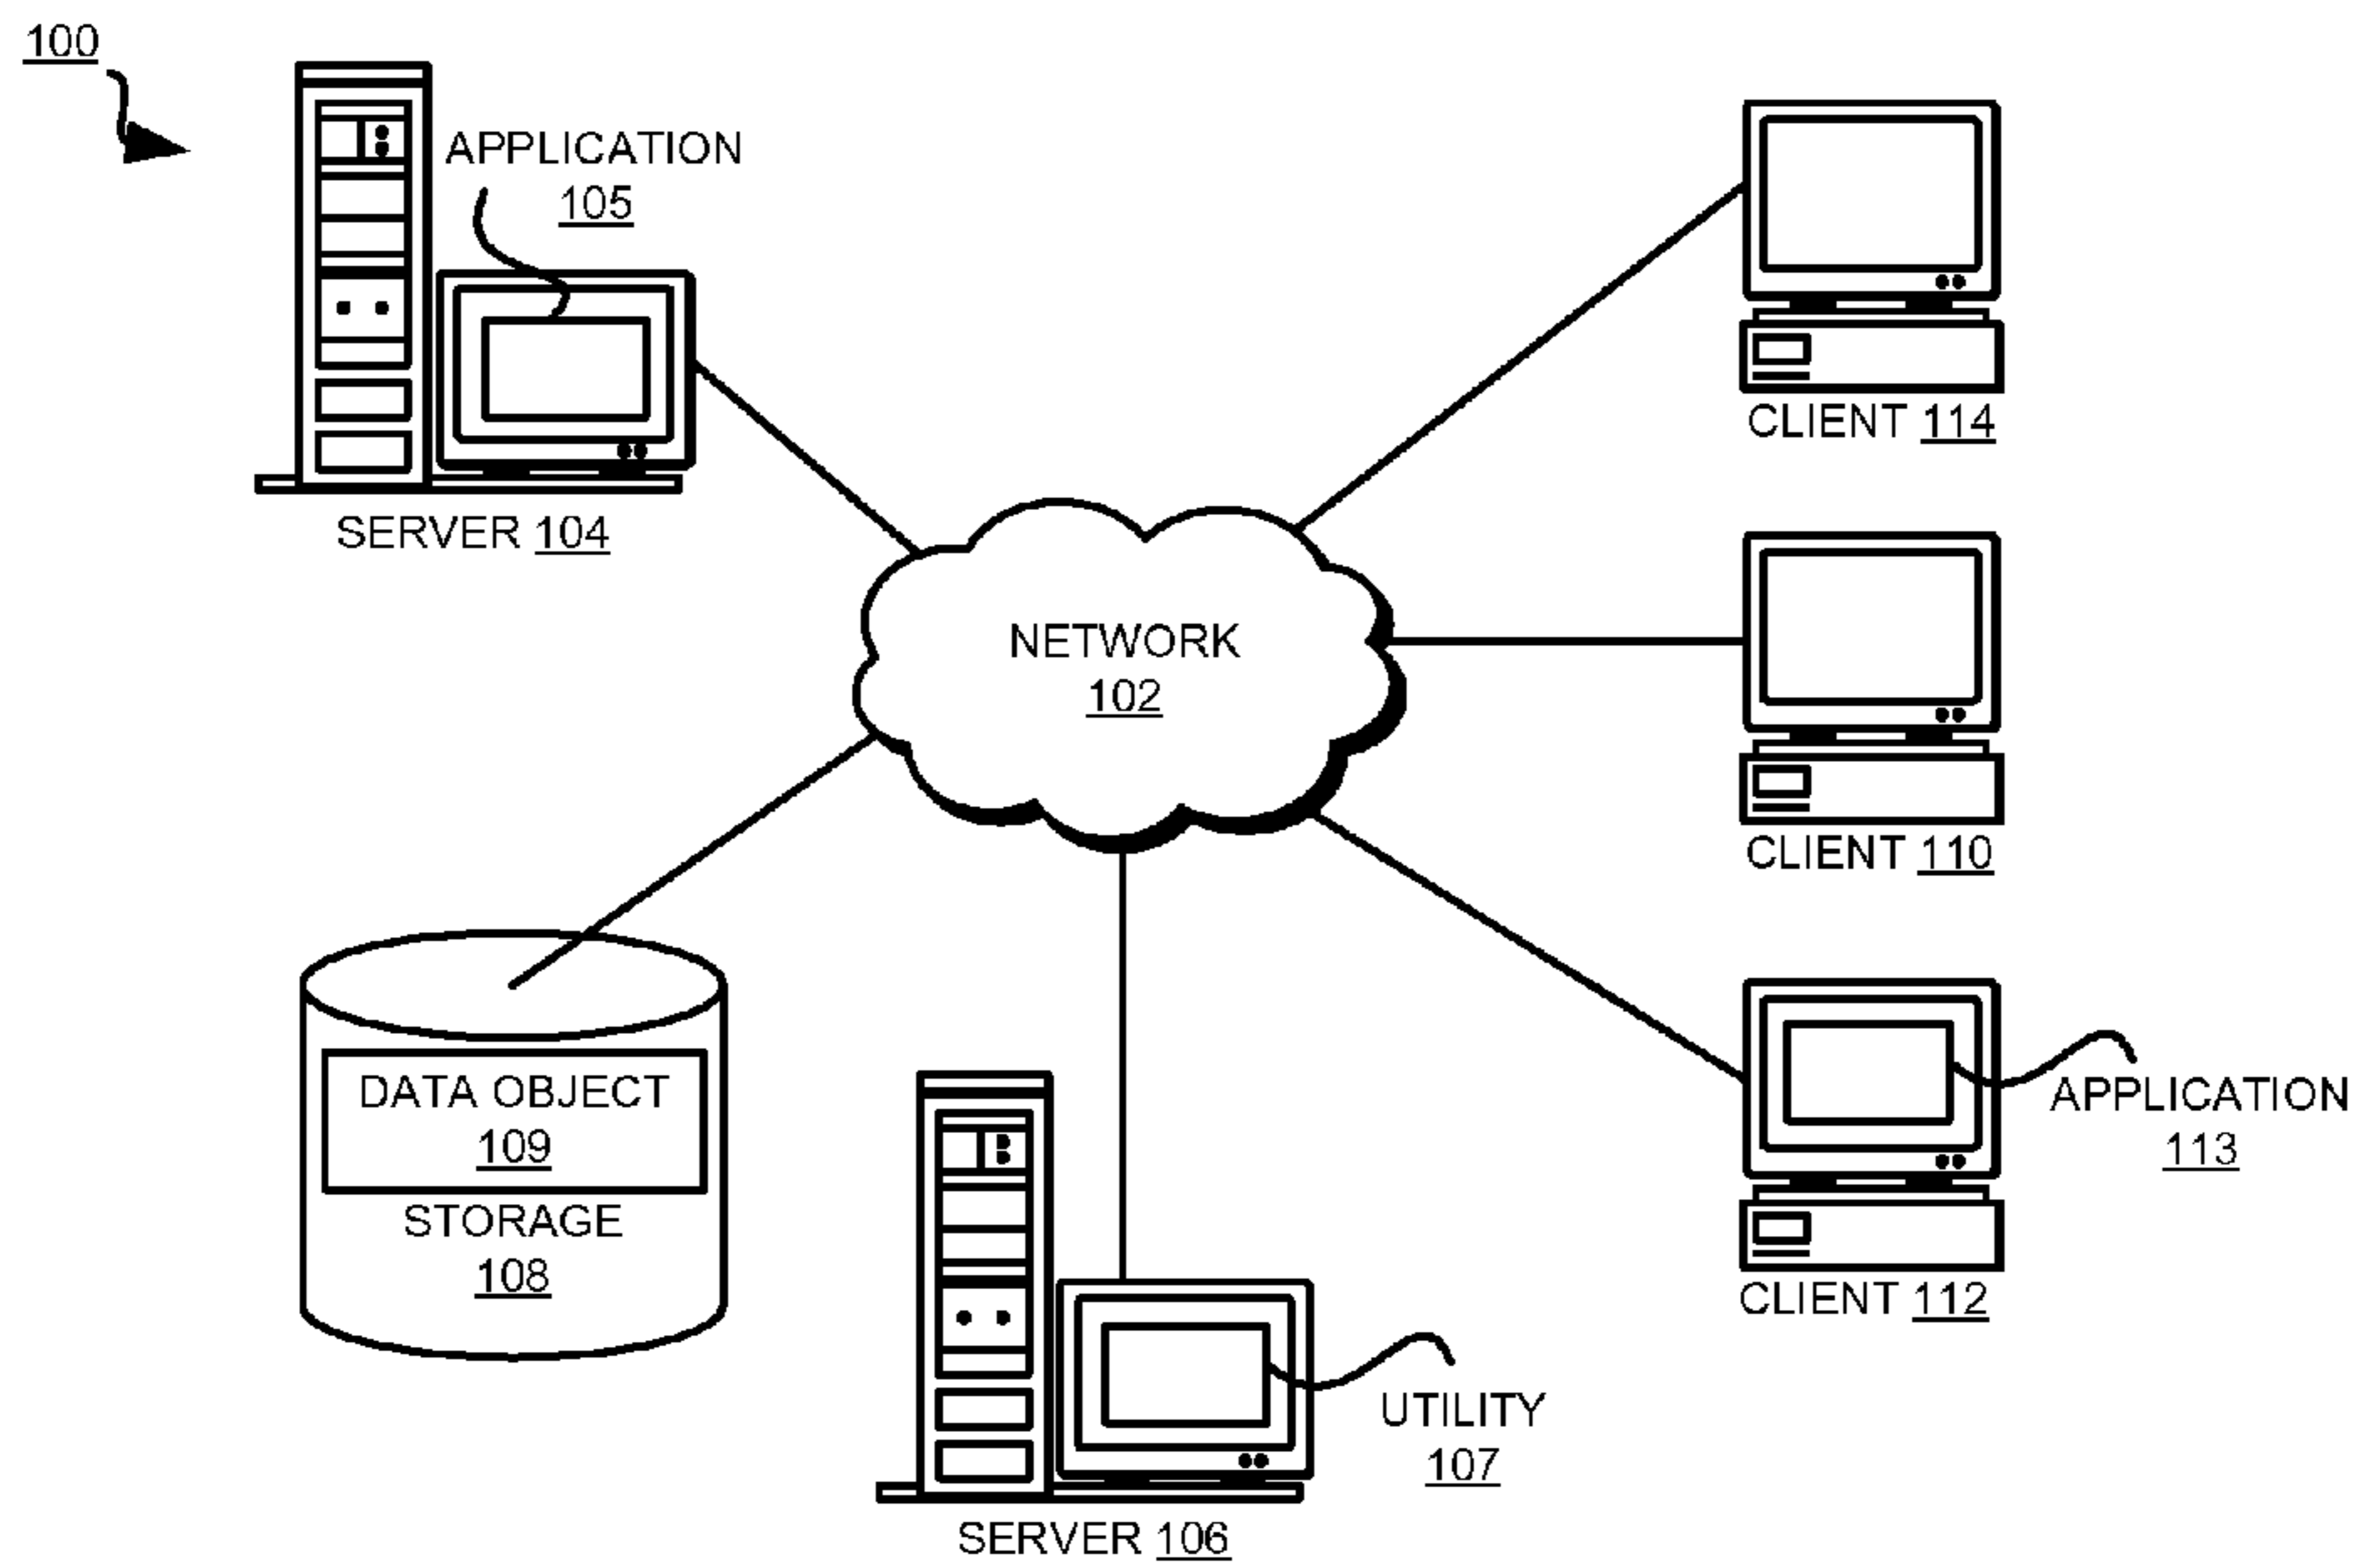 100
APPLICATION
105
SERVER 104
CLIENT 114
NETWORK
102
CLIENT 110
DATA OBJECT
109
STORAGE
108
APPLICATION
113
CLIENT 112
UTILITY
107
SERVER 106